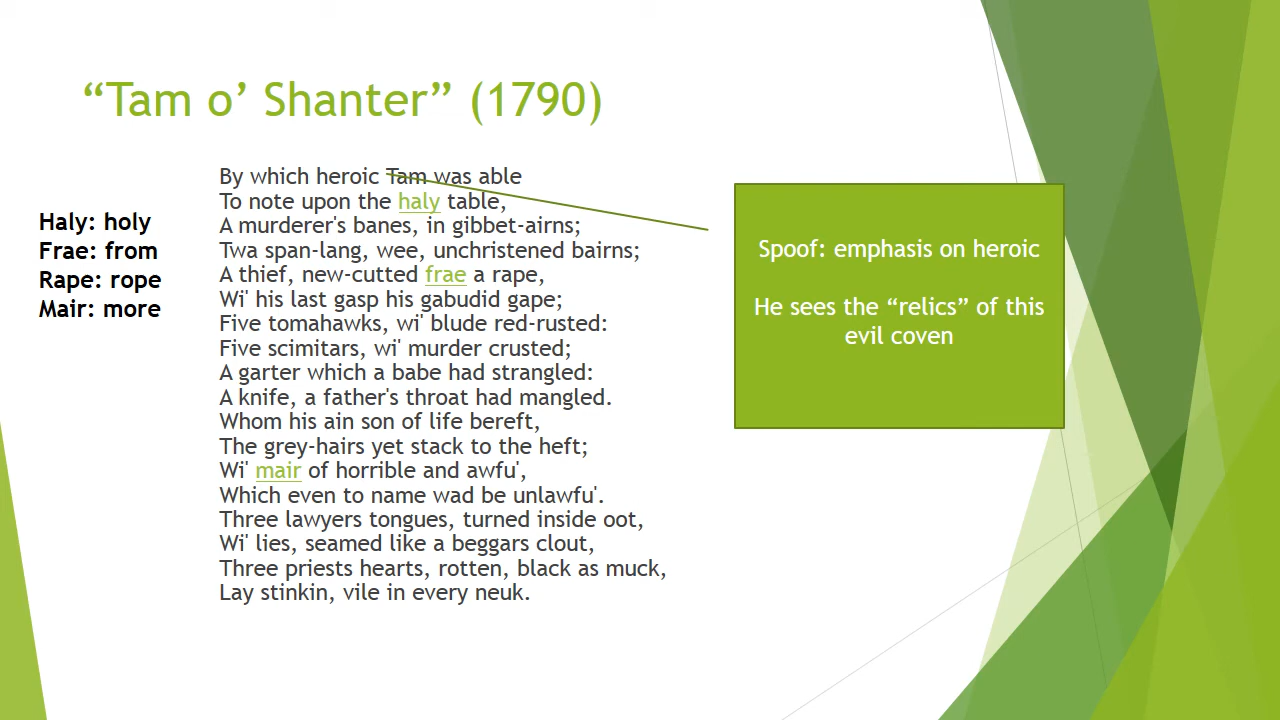 “Tam o’ Shanter” (1790)
Haly: holy
Frae: from
Rape: rope
Mair: more
By which heroic Tam was able
To note upon the haly table,
A murderer's banes, in gibbet-airns;
Twa span-lang, wee, unchristened bairns;
A thief, new-cutted frae a rape,
Wi' his last gasp his gabudid gape;
Five tomahawks, wi' blude red-rusted:
Five scimitars, wi' murder crusted;
A garter which a babe had strangled:
A knife, a father's throat had mangled.
Whom his ain son of life bereft,
The grey-hairs yet stack to the heft;
Wi' mair of horrible and awfu',
Which even to name wad be unlawfu'.
Three lawyers tongues, turned inside oot,
Wi' lies, seamed like a beggars clout,
Three priests hearts, rotten, black as muck,
Lay stinkin, vile in every neuk.
Spoof: emphasis on heroic
He sees the “relics” of this
evil coven